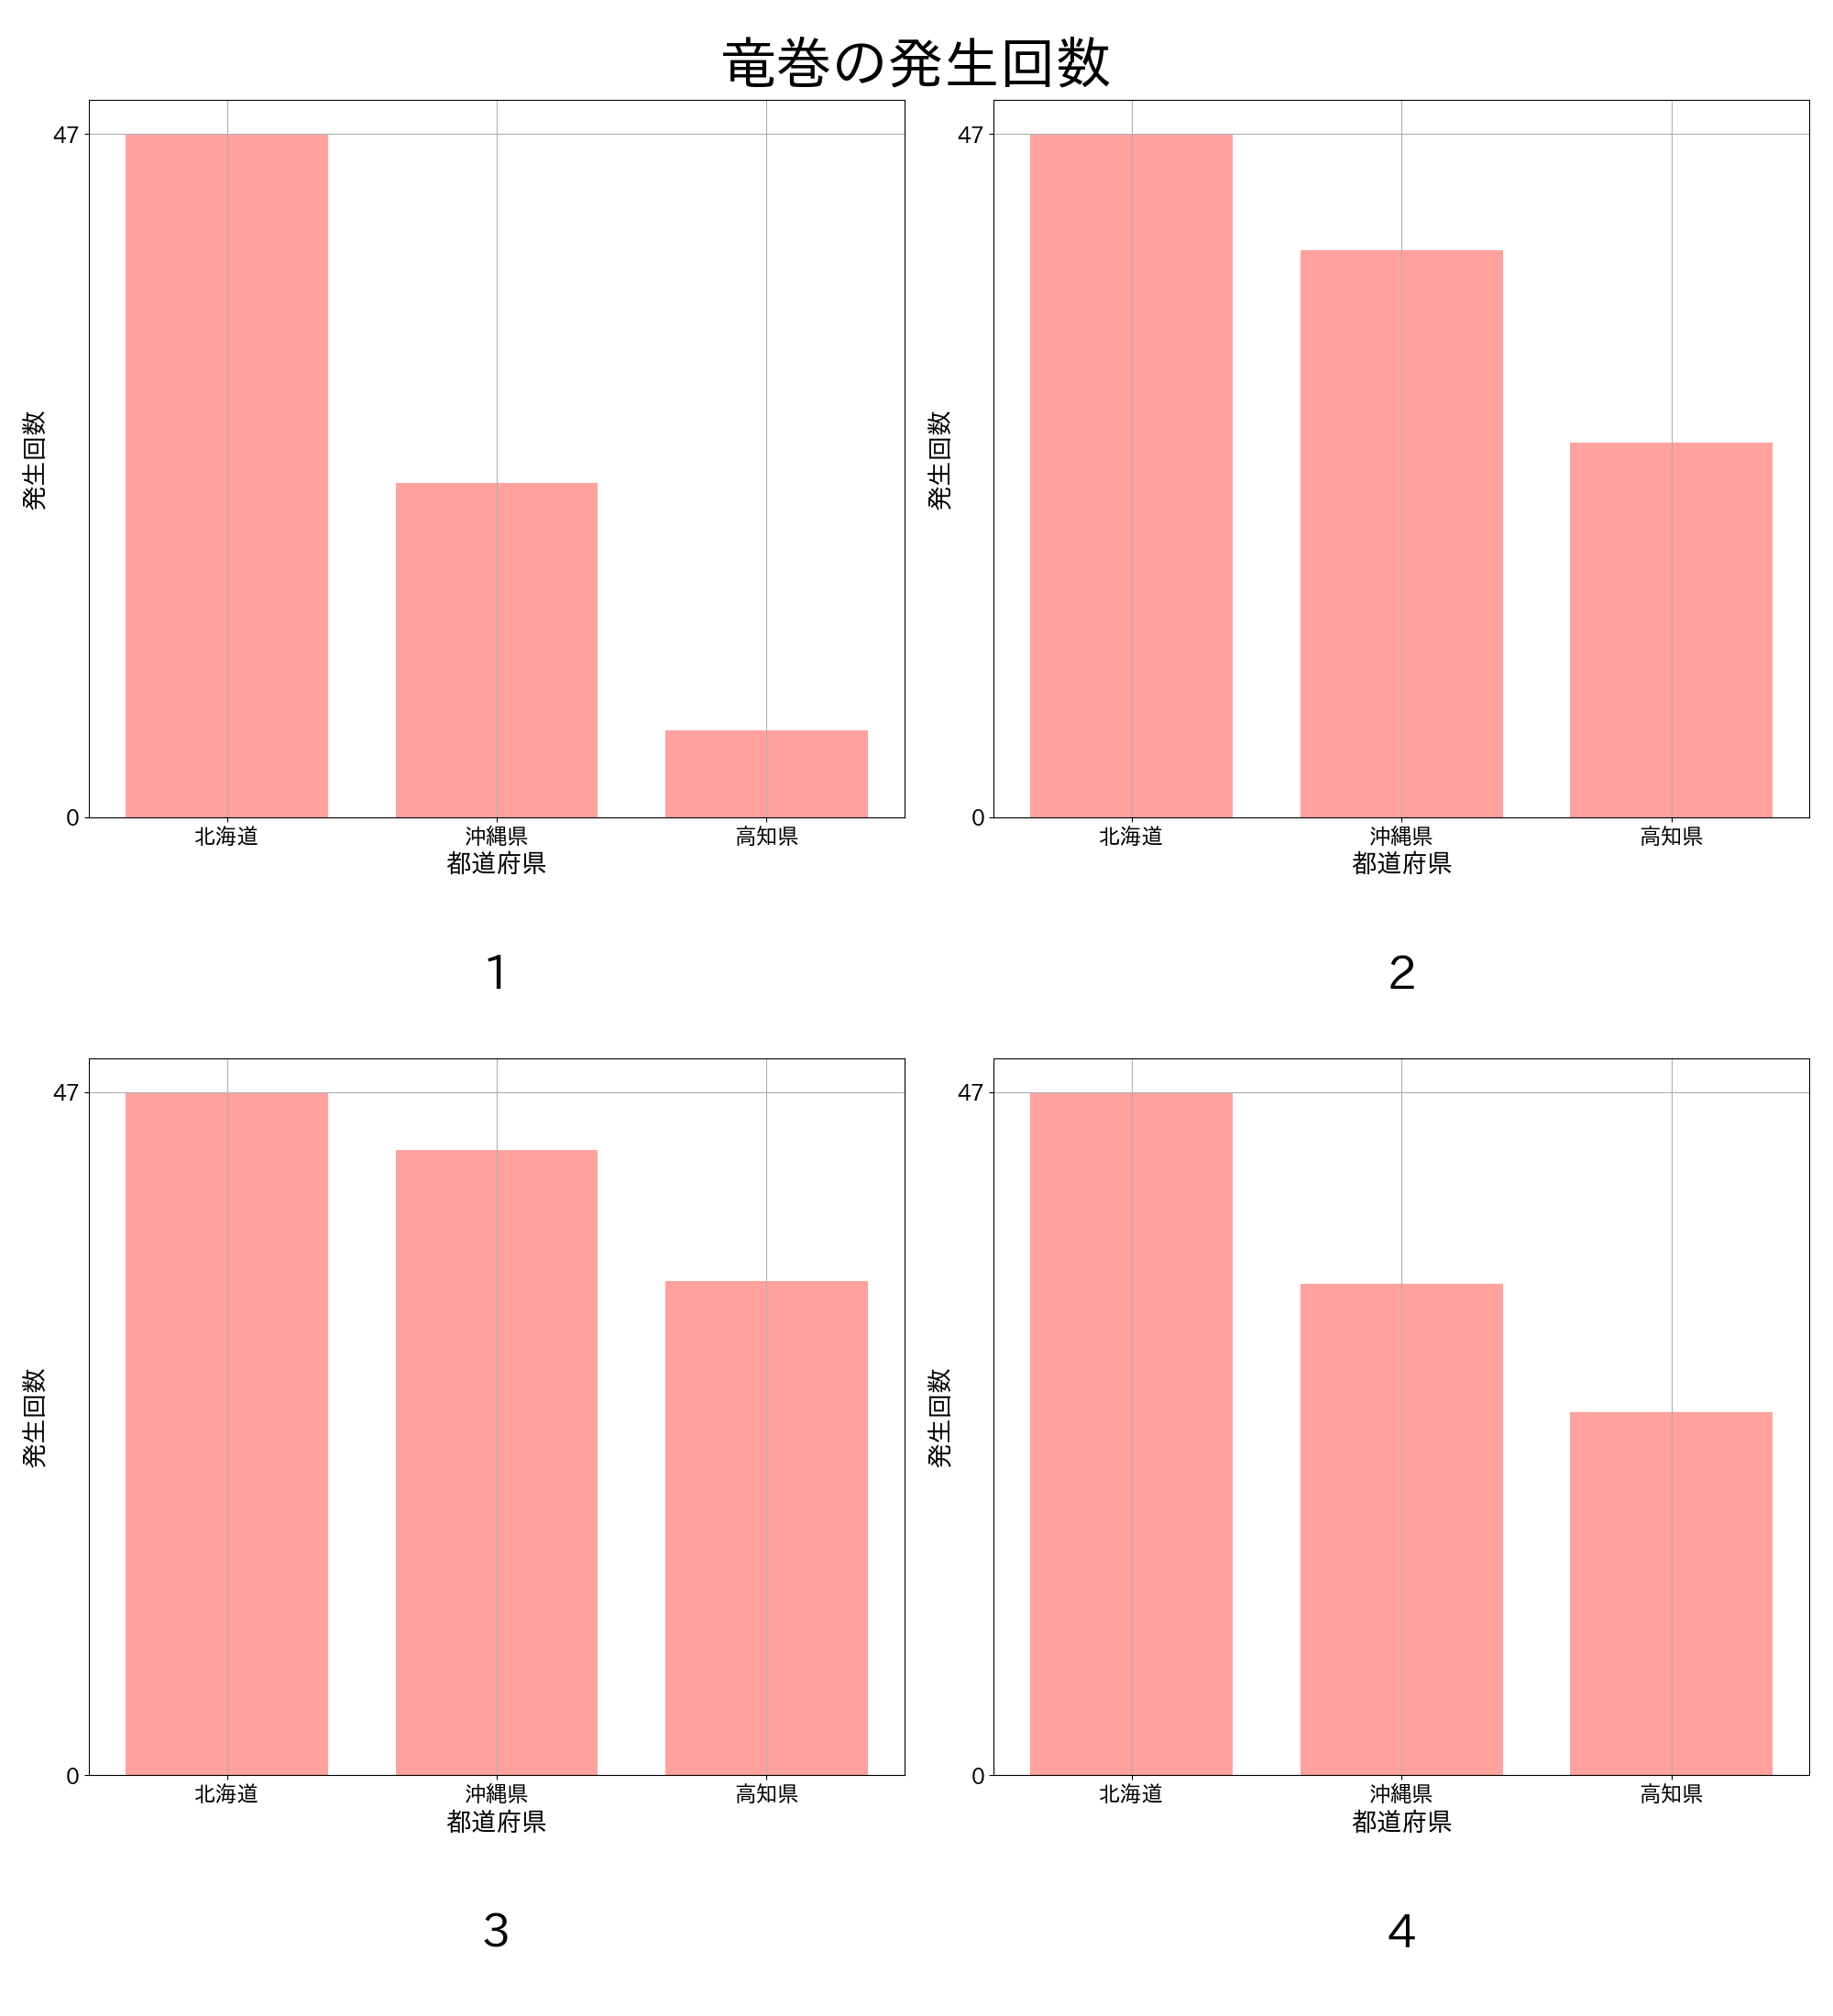 竜巻の発生回数
47
発生回数
0
北海道 沖縄県 高知県
都道府県
1
47
発生回数
0
北海道 沖縄県 高知県
都道府県
2
47
発生回数
0
北海道 沖縄県 高知県
都道府県
3
47
発生回数
0
北海道 沖縄県 高知県
都道府県
4